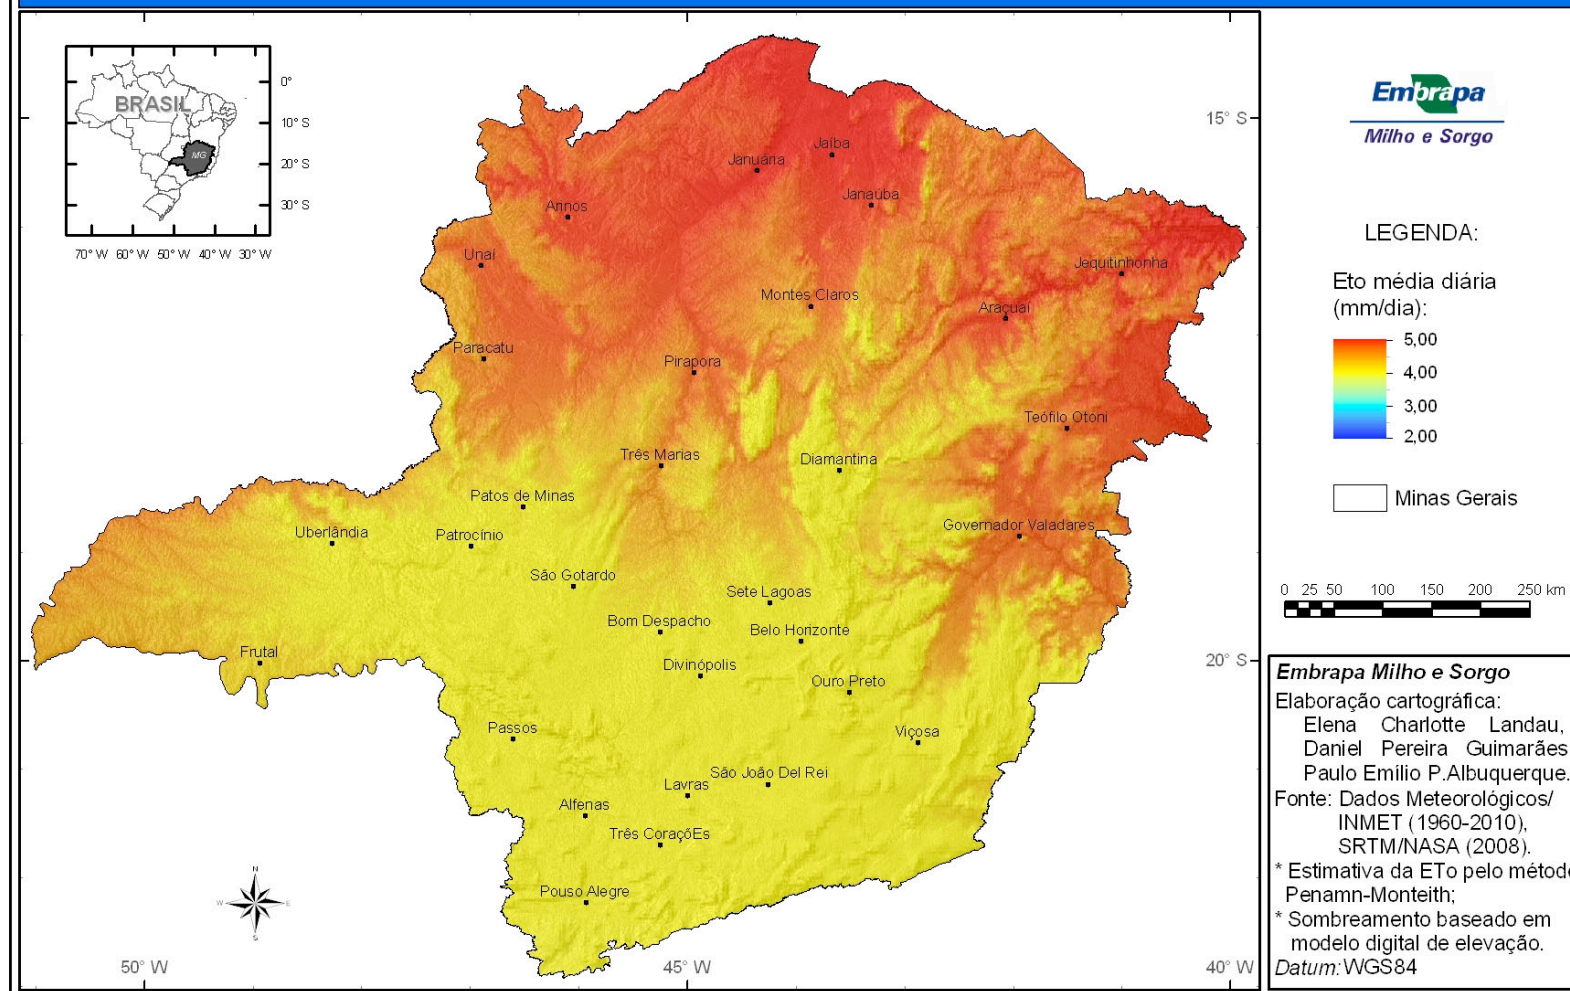 BRASIL
MG
0°
10° S
20° S
30° S
70° W 60° W 50° W 40° W 30° W
Jaíba
Januária
Janaúba
Arinos
Unaí
Jequitinhonha
Montes Claros
Araçuaí
Paracatu
Pirapora
Teófilo Otoni
Três Marias
Diamantina
Patos de Minas
Uberlândia
Patrocínio
Governador Valadares
São Gotardo
Sete Lagoas
Bom Despacho
Belo Horizonte
Frutal
Divinópolis
Ouro Preto
Passos
Viçosa
São João Del Rei
Lavras
Alfenas
Três CoraçõEs
Pouso Alegre
N
W E
S
50° W 45° W 40° W
15° S
20° S
Embrapa
Milho e Sorgo
LEGENDA:
Eto média diária
(mm/dia):
5,00
4,00
3,00
2,00
Minas Gerais
0 25 50 100 150 200 250 km
Embrapa Milho e Sorgo
Elaboração cartográfica:
Elena Charlotte Landau,
Daniel Pereira Guimarães
Paulo Emílio P.Albuquerque.
Fonte: Dados Meteorológicos/
INMET (1960-2010),
SRTM/NASA (2008).
* Estimativa da ETo pelo método
Penamn-Monteith;
* Sombreamento baseado em
modelo digital de elevação.
Datum: WGS84